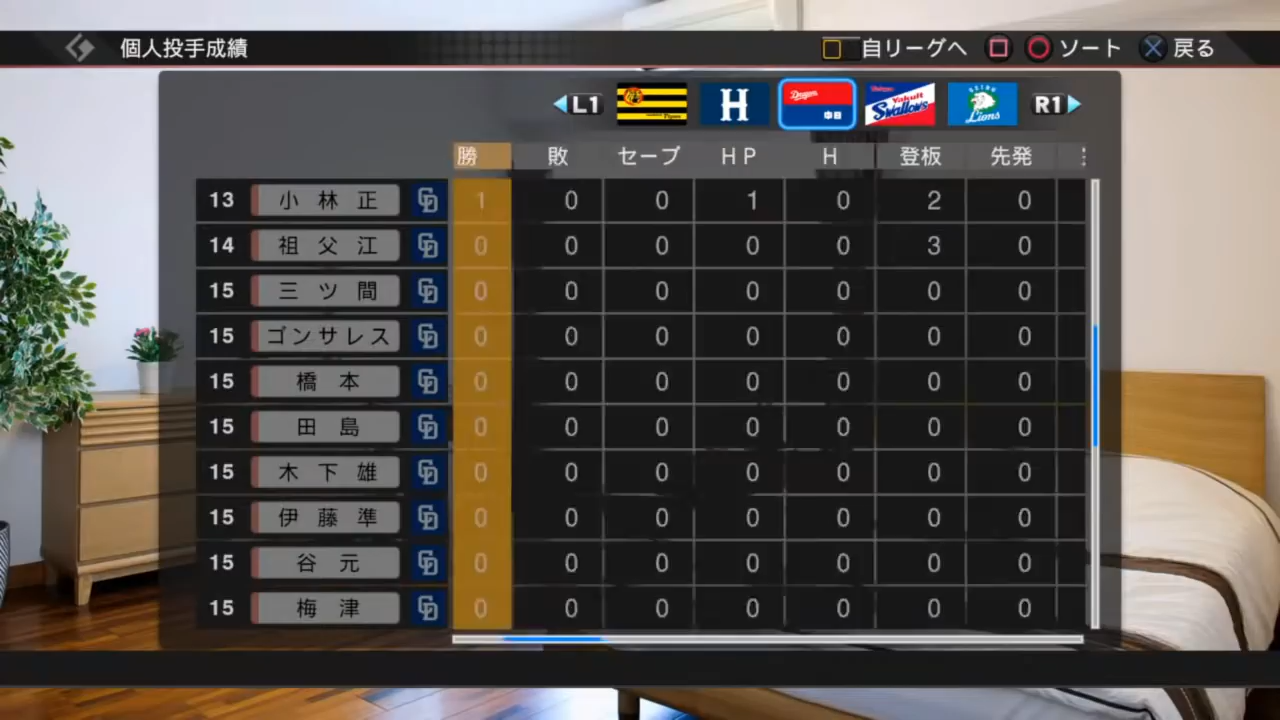 個人投手成績 自リーグへ ソート 戻る
L1 H Dragons 中日 Yakult Swallows Lions R1
勝 敗 セーブ HP H 登板 先発
13 小林正 1 0 0 1 0 2 0
14 祖父江 0 0 0 0 0 3 0
15 三ツ間 0 0 0 0 0 0 0
15 ゴンサレス 0 0 0 0 0 0 0
15 橋本 0 0 0 0 0 0 0
15 田島 0 0 0 0 0 0 0
15 木下雄 0 0 0 0 0 0 0
15 伊藤準 0 0 0 0 0 0 0
15 谷元 0 0 0 0 0 0 0
15 梅津 0 0 0 0 0 0 0